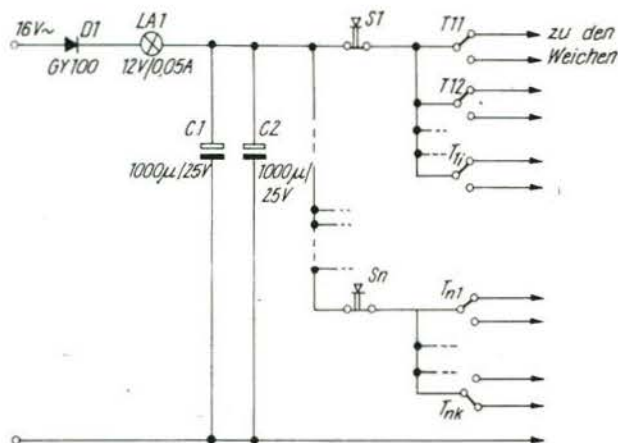 16V~
D1
GY100
LA1
12V/0,05A
S1
T11
zu den
Weichen
T12
T1i
C1
1000µ/25V
C2
1000µ/
25V
Sn
Tn1
Tnk